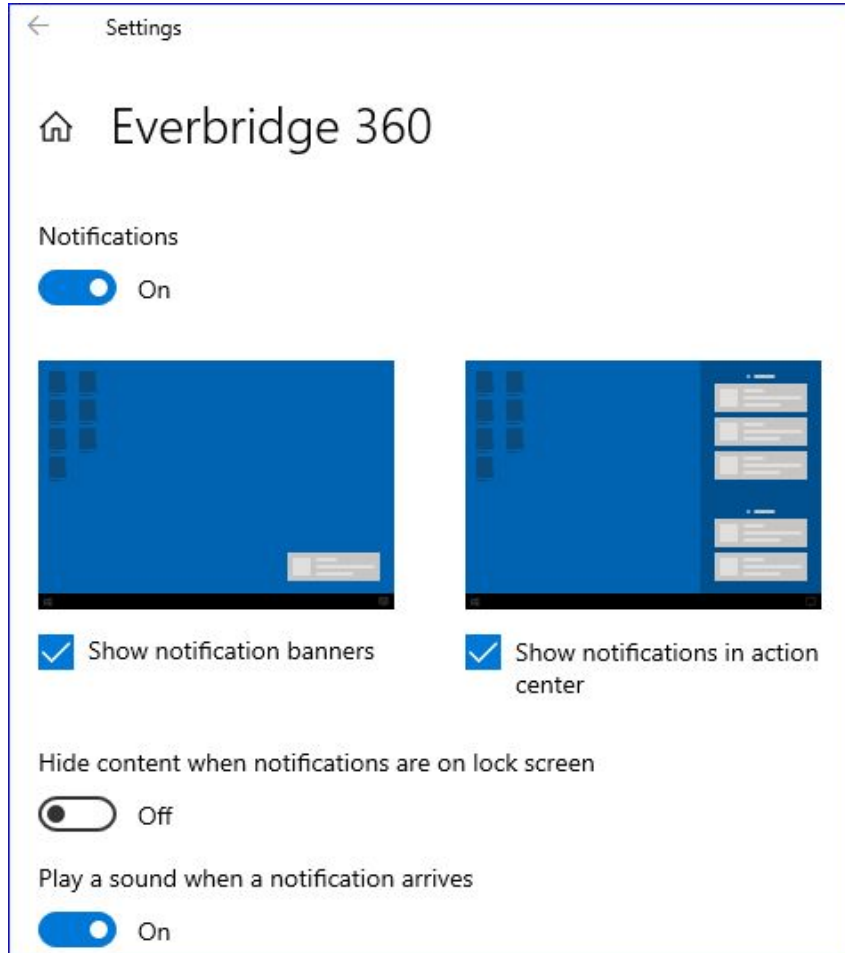 Settings
Everbridge 360
Notifications
On
Show notification banners
Show notifications in action
center
Hide content when notifications are on lock screen
Off
Play a sound when a notification arrives
On